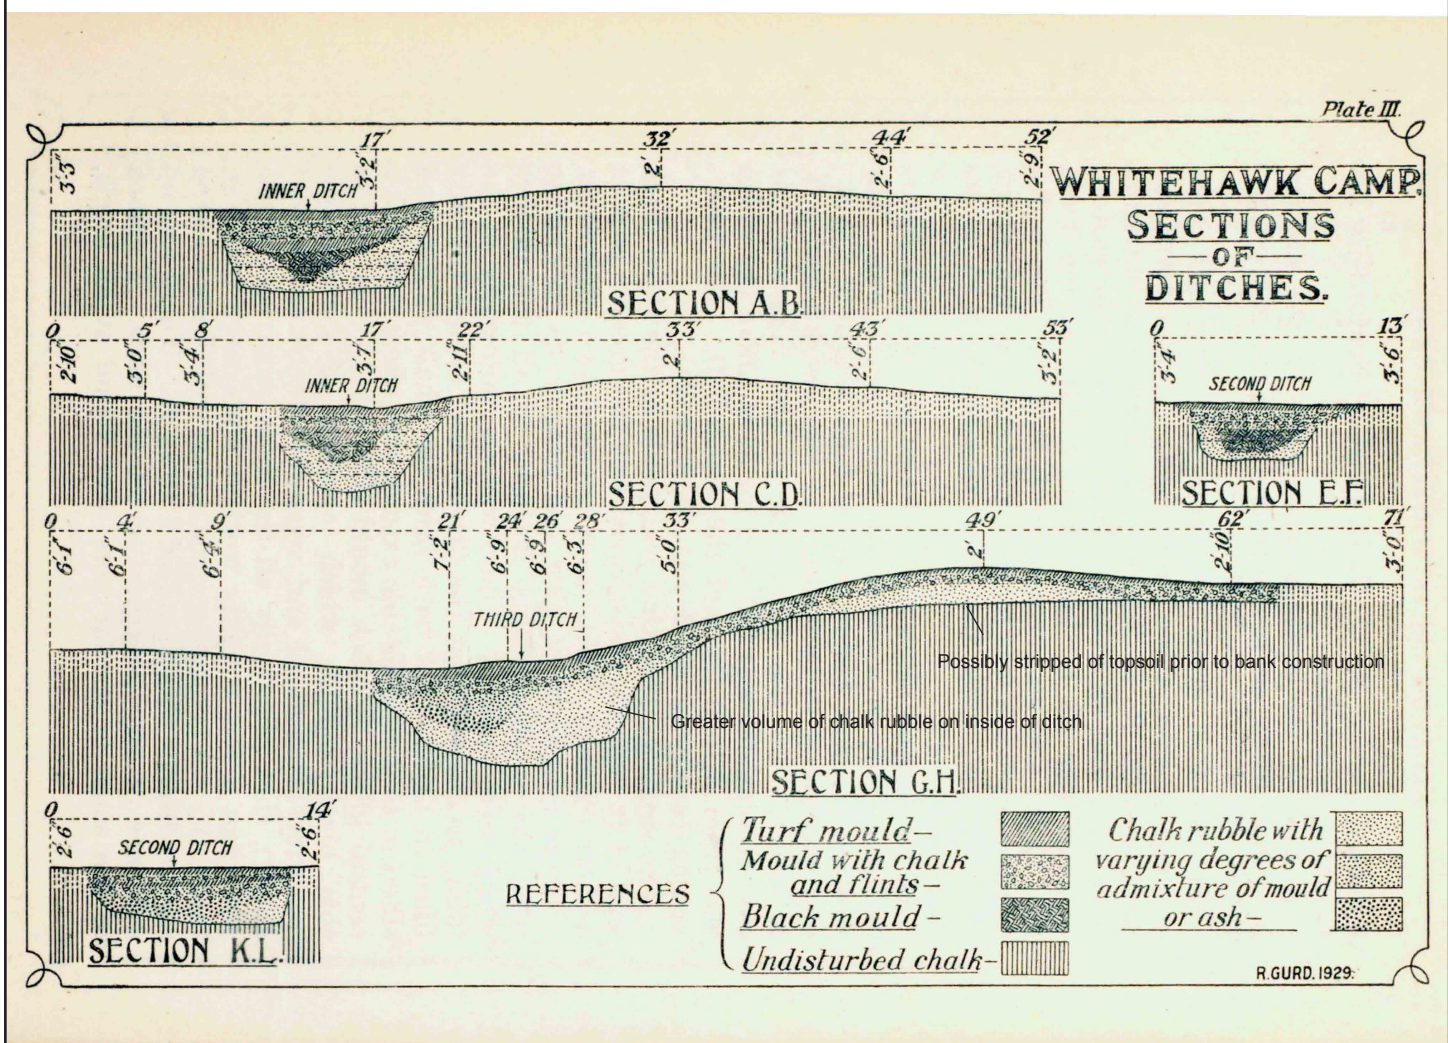 Plate III.
WHITEHAWK CAMP.
SECTIONS
— OF —
DITCHES.
17' 32' 44' 52'
3'·3" 3'·2" 2' 2'·6" 2'·9"
INNER DITCH
SECTION A.B.
0 5' 8' 17' 22' 33' 43' 53'
2'·10" 3'·0" 3'·4" 3'·7" 2'·11" 2' 2'·6" 3'·2"
INNER DITCH
SECTION C.D.
0 13'
3'·4" 3'·6"
SECOND DITCH
SECTION E.F.
0 4' 9' 21' 24' 26' 28' 33' 49' 62' 71'
6'·1" 6'·1" 6'·4" 7'·2" 6'·9" 6'·9" 6'·3" 5'·0" 2' 2'·10" 3'·0"
THIRD DITCH
Possibly stripped of topsoil prior to bank construction
Greater volume of chalk rubble on inside of ditch
SECTION G.H.
0 14'
2'·6" 2'·6"
SECOND DITCH
SECTION K.L.
REFERENCES
Turf mould—
Mould with chalk
and flints—
Black mould—
Undisturbed chalk—
Chalk rubble with
varying degrees of
admixture of mould
or ash—
R.GURD.1929.